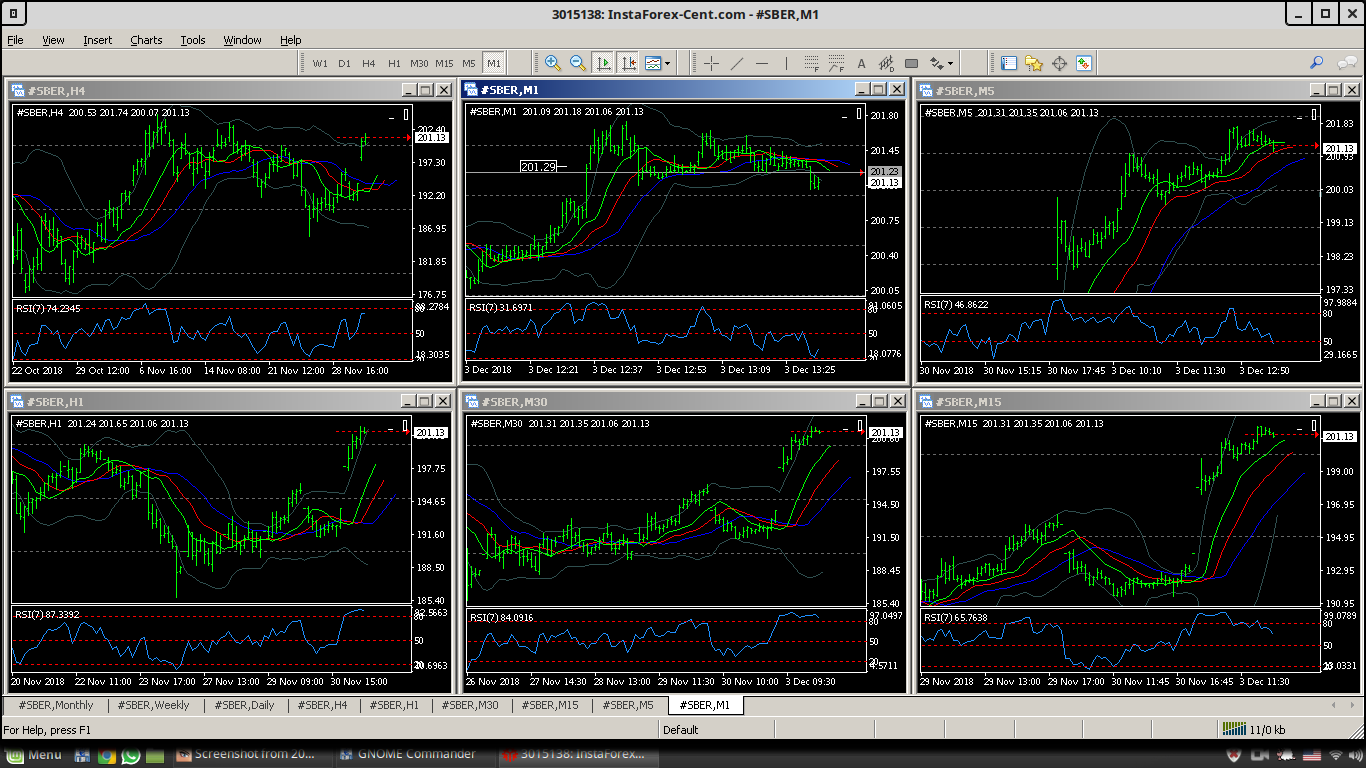 3015138: InstaForex-Cent.com - #SBER,M1
File View Insert Charts Tools Window Help
W1 D1 H4 H1 M30 M15 M5 M1
#SBER,H4
#SBER,H4 200.53 201.74 200.07 201.13
212.40
201.13
197.30
192.20
186.95
181.85
176.75
RSI(7) 74.2345
50
18.3035
22 Oct 2018 29 Oct 12:00 6 Nov 16:00 14 Nov 08:00 21 Nov 12:00 28 Nov 16:00
#SBER,M1
#SBER,M1 201.09 201.18 201.06 201.13
201.29
201.80
201.45
201.23
201.13
200.75
200.40
200.05
RSI(7) 31.6971
91.0605
80
50
18.0776
3 Dec 2018 3 Dec 12:21 3 Dec 12:37 3 Dec 12:53 3 Dec 13:09 3 Dec 13:25
#SBER,M5
#SBER,M5 201.31 201.35 201.06 201.13
201.83
201.13
200.93
200.03
199.13
198.23
197.33
RSI(7) 46.8622
97.9884
80
50
29.1665
30 Nov 2018 30 Nov 15:15 30 Nov 17:45 3 Dec 10:10 3 Dec 11:30 3 Dec 12:50
#SBER,H1
#SBER,H1 201.24 201.65 201.06 201.13
201.13
197.75
194.65
191.60
188.50
185.40
RSI(7) 87.3392
92.5663
50
20 Nov 2018 22 Nov 11:00 23 Nov 17:00 27 Nov 13:00 29 Nov 09:00 30 Nov 15:00
#SBER,M30
#SBER,M30 201.31 201.35 201.06 201.13
201.13
200.60
197.55
194.50
191.50
188.45
185.40
RSI(7) 84.0916
97.0497
80
50
20
26 Nov 2018 27 Nov 14:30 28 Nov 13:00 29 Nov 11:30 30 Nov 10:00 3 Dec 09:30
#SBER,M15
#SBER,M15 201.31 201.35 201.06 201.13
201.13
199.00
196.95
194.95
192.95
190.95
RSI(7) 65.7638
99.0789
80
50
29 Nov 2018 29 Nov 13:00 29 Nov 17:00 30 Nov 11:45 30 Nov 16:45 3 Dec 11:30
#SBER,Monthly #SBER,Weekly #SBER,Daily #SBER,H4 #SBER,H1 #SBER,M30 #SBER,M15 #SBER,M5 #SBER,M1
For Help, press F1 Default 11/0 kb
Menu Screenshot from 20... GNOME Commander 3015138: InstaForex...